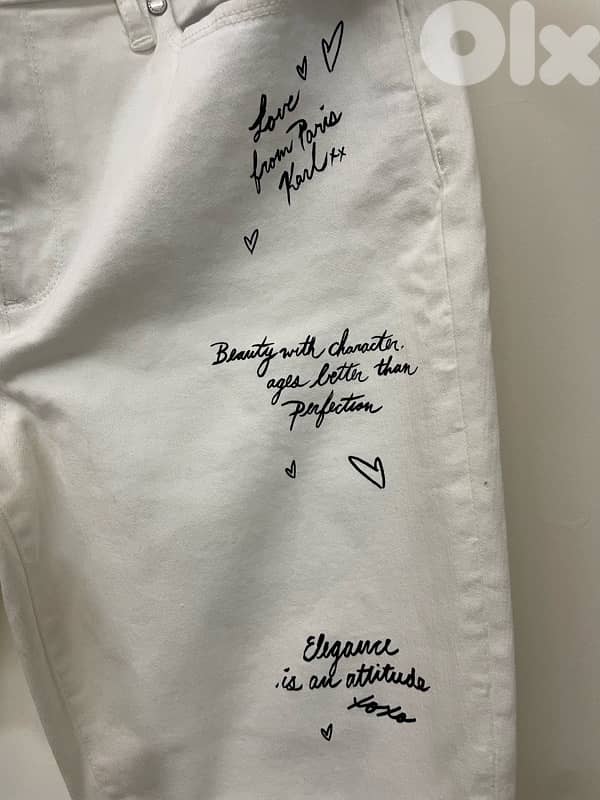 Olx
Love
from Paris
Karl xx
Beauty with character.
ages better than
Perfection
Elegance
.is an attitude
xoxo